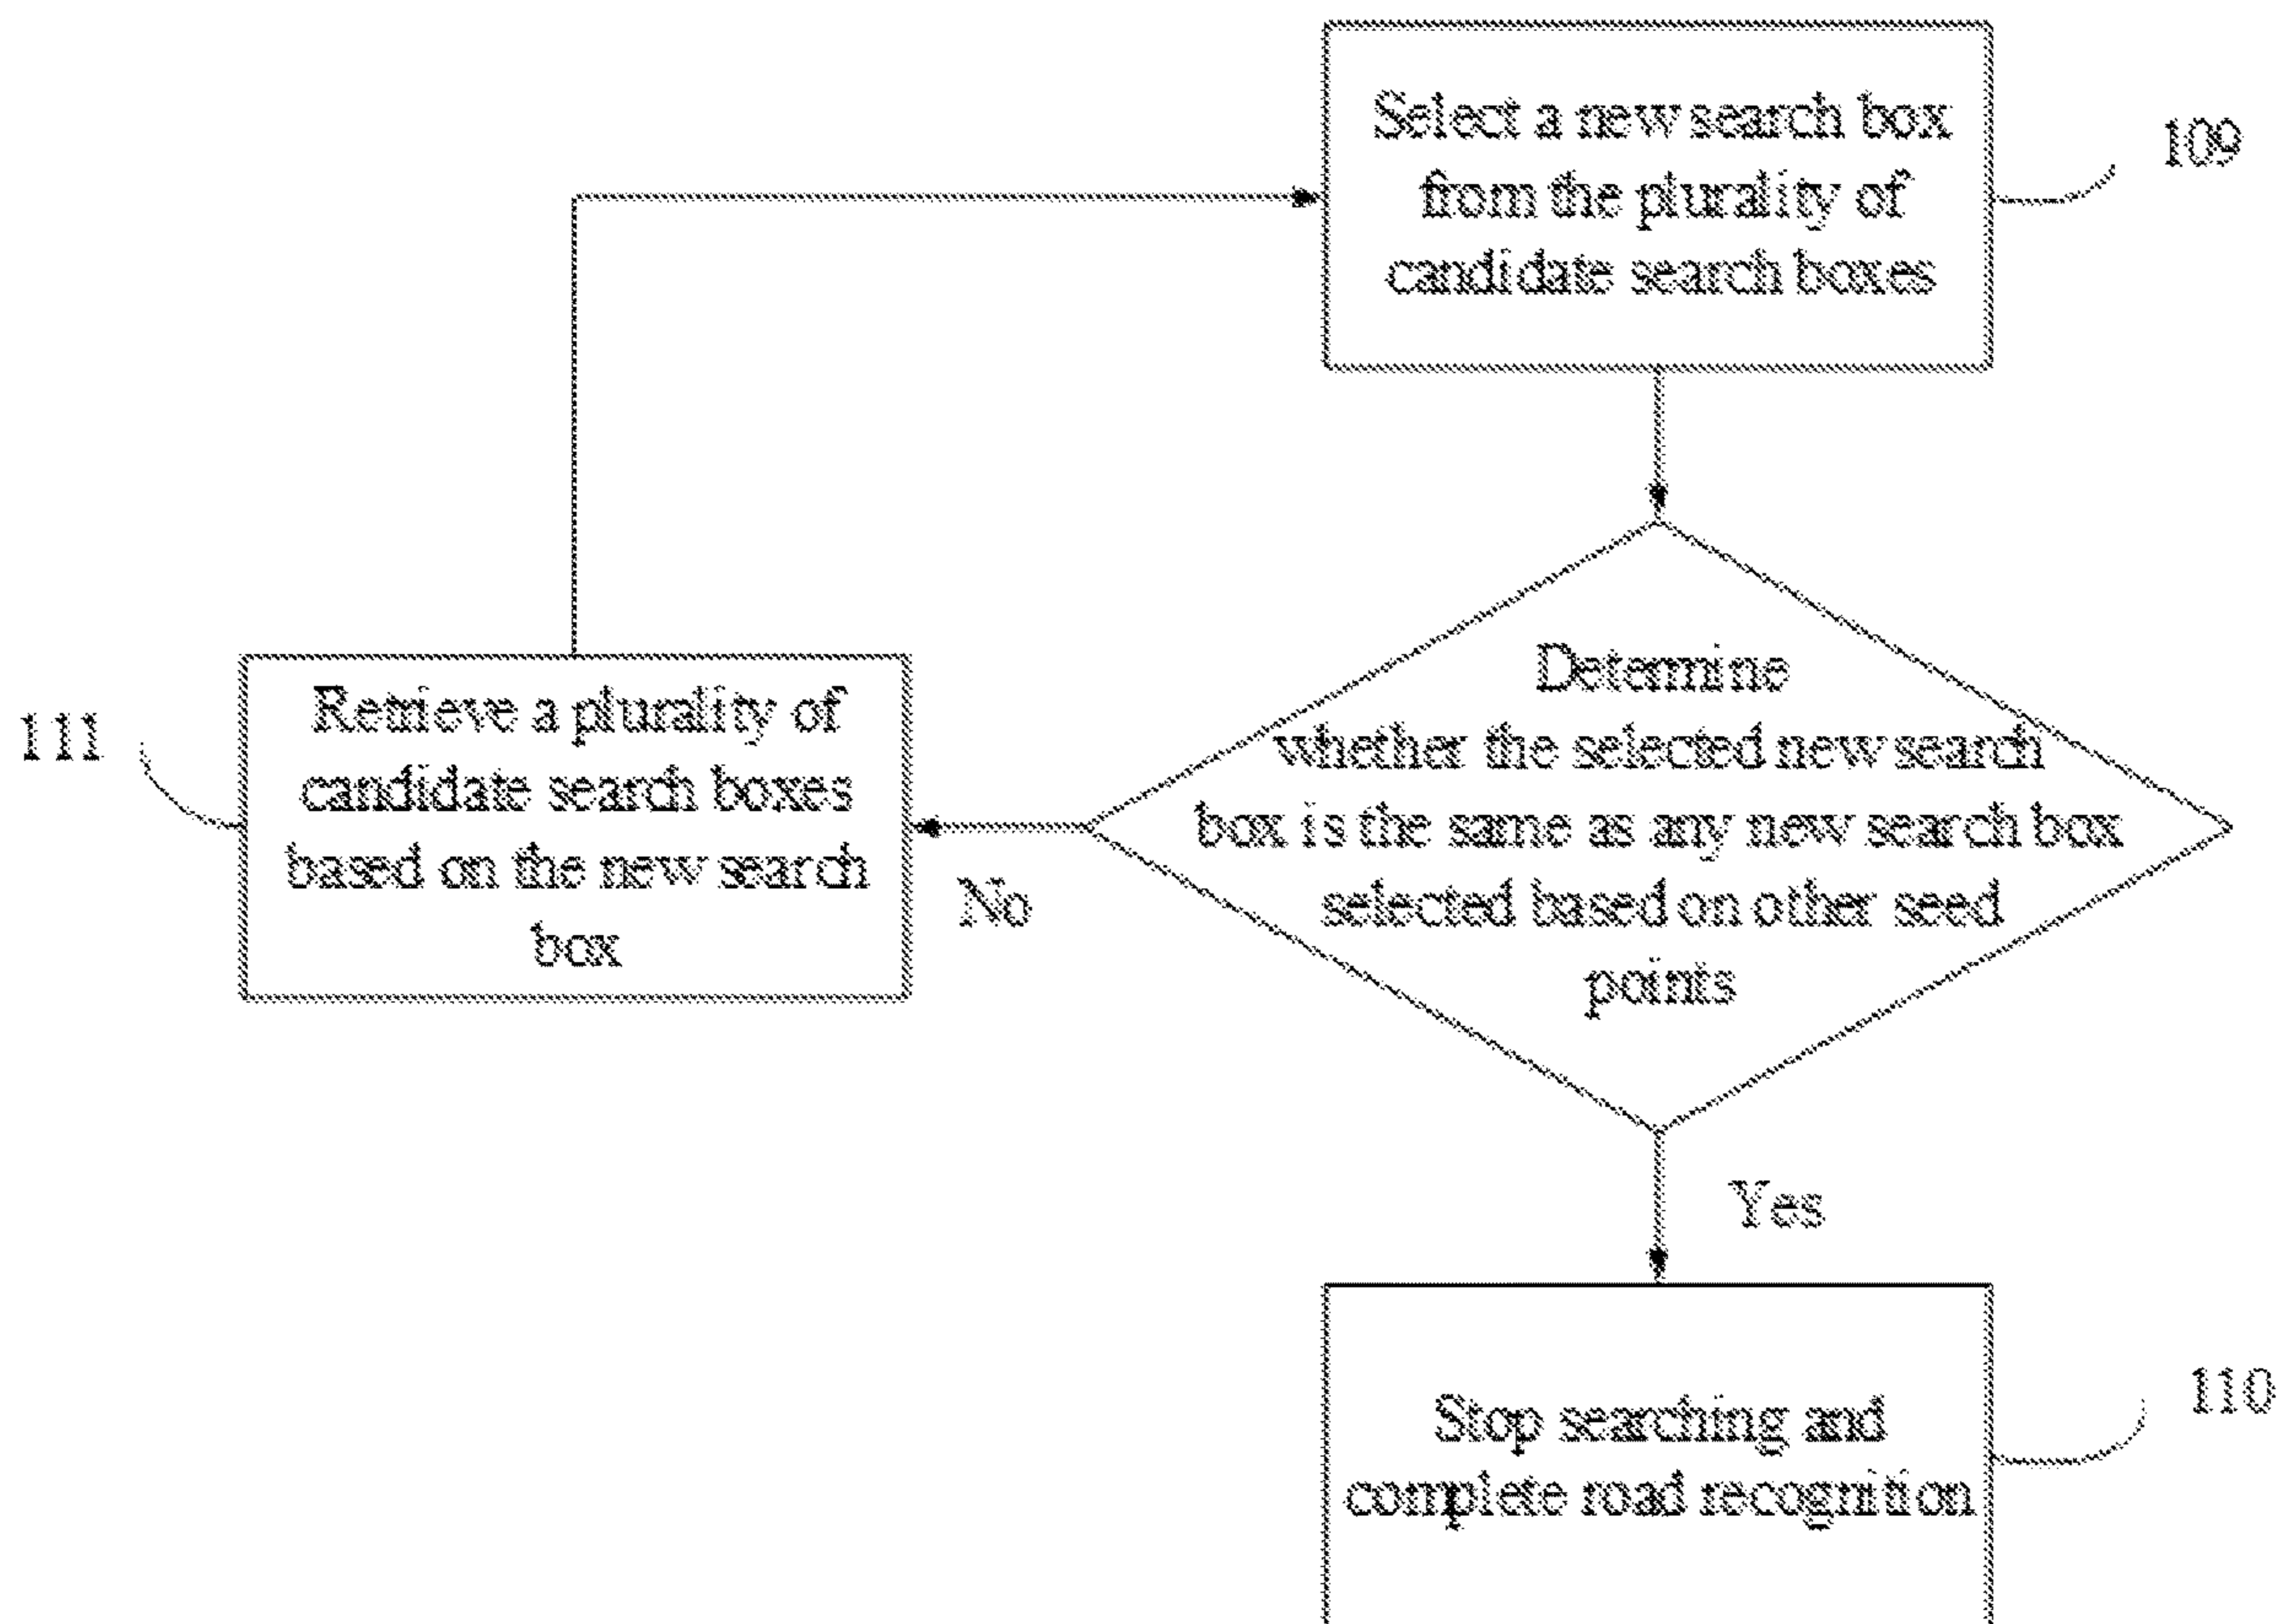 Select a new search box
from the plurality of
candidate search boxes
109
Determine
whether the selected new search
box is the same as any new search box
selected based on other seed
points
111
Retrieve a plurality of
candidate search boxes
based on the new search
box
No
Yes
Stop searching and
complete road recognition
110